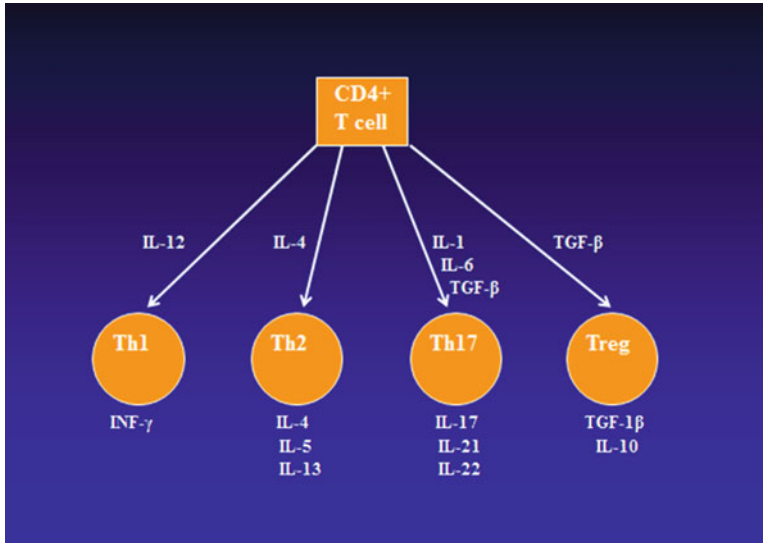 CD4+
T cell
IL-12
IL-4
IL-1
IL-6
TGF-β
TGF-β
Th1
Th2
Th17
Treg
INF-γ
IL-4
IL-5
IL-13
IL-17
IL-21
IL-22
TGF-1β
IL-10